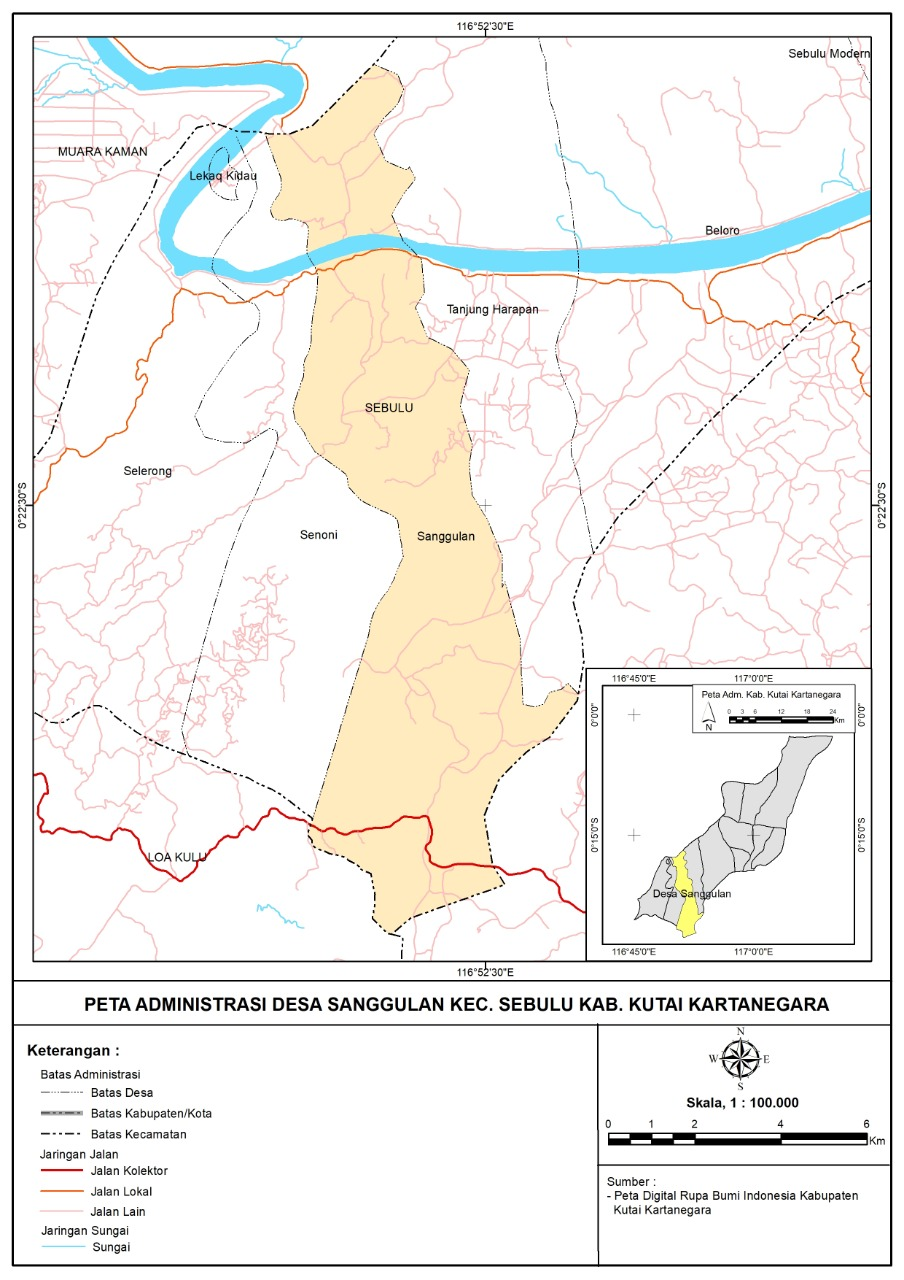 116°52'30"E
Sebulu Modern
MUARA KAMAN
Lekaq Kidau
Beloro
Tanjung Harapan
SEBULU
Selerong
0°22'30"S
0°22'30"S
Senoni
Sanggulan
LOA KULU
116°45'0"E
117°0'0"E
Peta Adm. Kab. Kutai Kartanegara
0 3 6 12 18 24
Km
N
0°0'0"
0°0'0"
0°15'0"S
0°15'0"S
Desa Sanggulan
116°45'0"E
117°0'0"E
116°52'30"E
PETA ADMINISTRASI DESA SANGGULAN KEC. SEBULU KAB. KUTAI KARTANEGARA
Keterangan :
Batas Administrasi
Batas Desa
Batas Kabupaten/Kota
Batas Kecamatan
Jaringan Jalan
Jalan Kolektor
Jalan Lokal
Jalan Lain
Jaringan Sungai
Sungai
N
W E
S
Skala, 1 : 100.000
0 1 2 4 6
Km
Sumber :
- Peta Digital Rupa Bumi Indonesia Kabupaten
Kutai Kartanegara